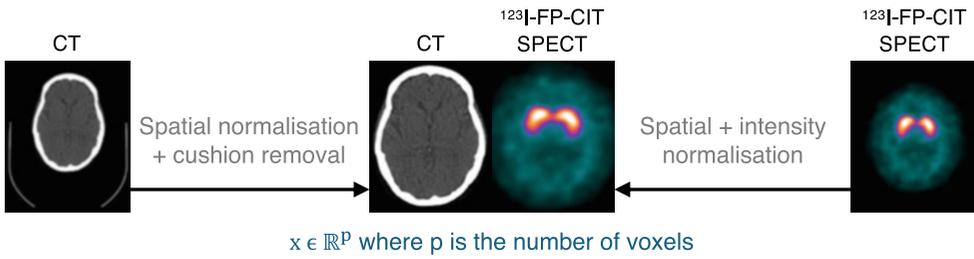 CT
Spatial normalisation
+ cushion removal
CT
¹²³I-FP-CIT
SPECT
Spatial + intensity
normalisation
¹²³I-FP-CIT
SPECT
x ϵ ℝᵖ where p is the number of voxels